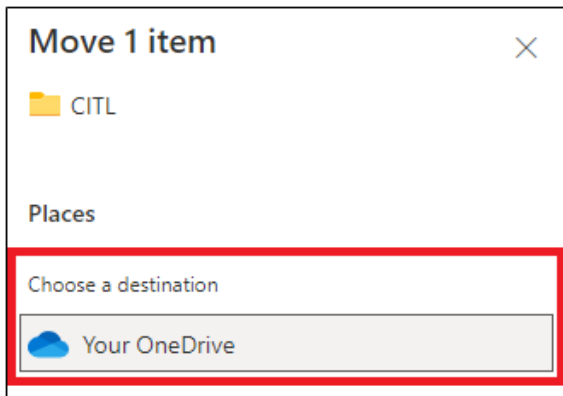 Move 1 item
CITL
Places
Choose a destination
Your OneDrive